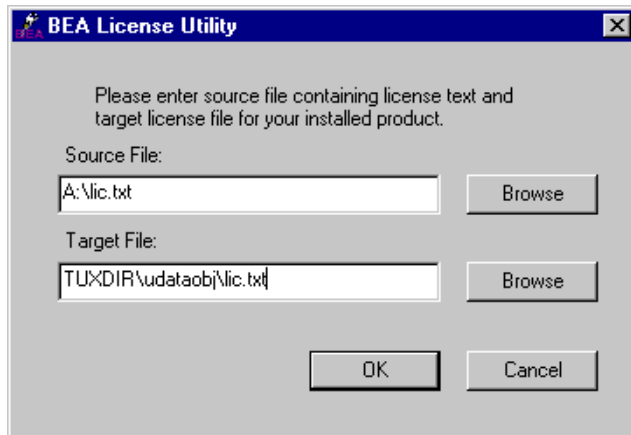 BEA License Utility
Please enter source file containing license text and
target license file for your installed product.
Source File:
A:\lic.txt
Browse
Target File:
TUXDIR\udataobj\lic.txt
Browse
OK
Cancel